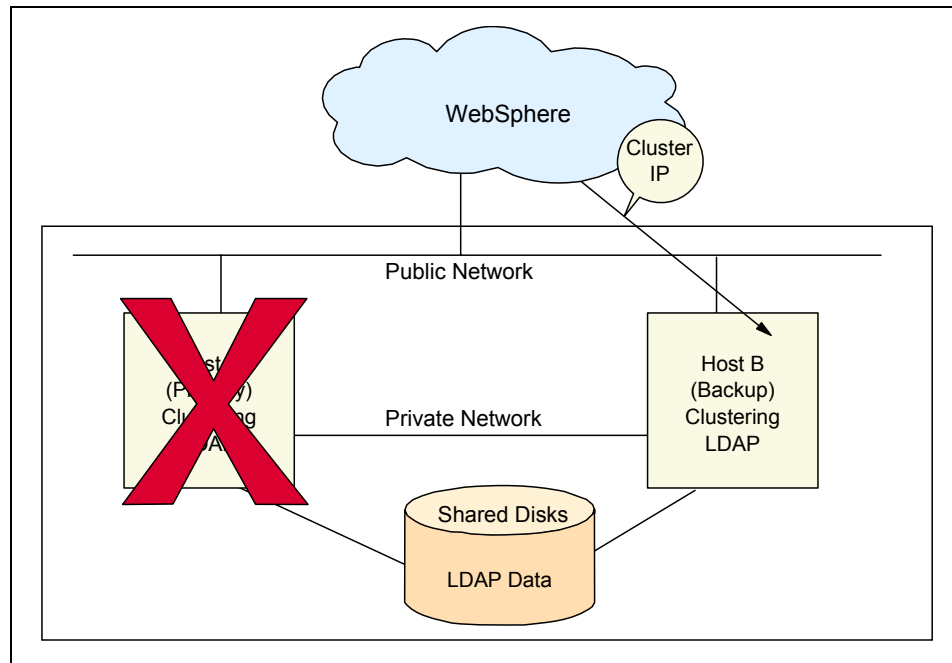 WebSphere
Cluster
IP
Public Network
Host B
(Backup)
Clustering
LDAP
Private Network
Shared Disks
LDAP Data